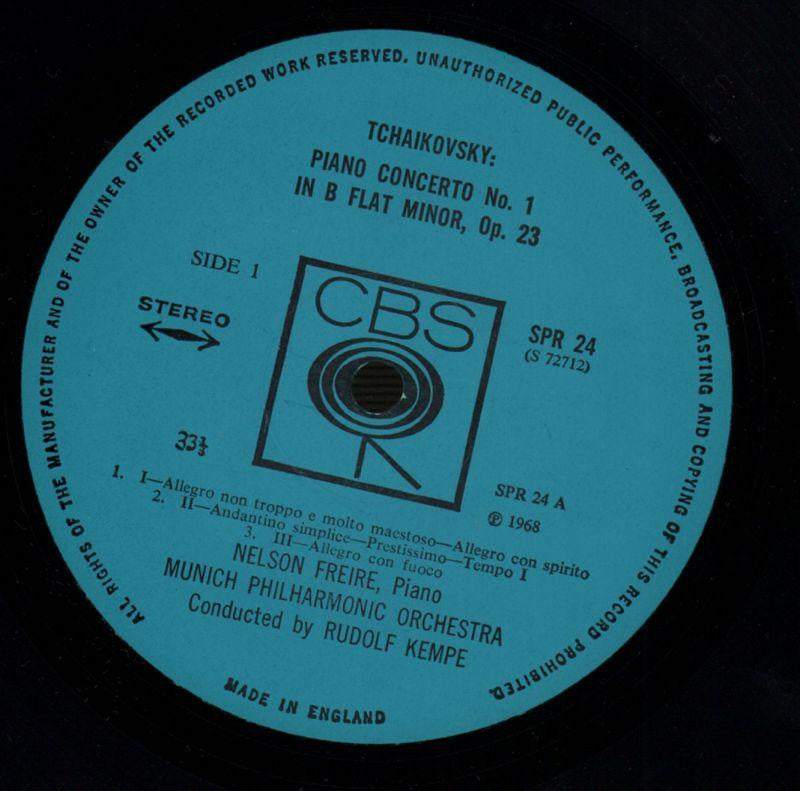 ALL RIGHTS OF THE MANUFACTURER AND OF THE OWNER OF THE RECORDED WORK RESERVED. UNAUTHORIZED PUBLIC PERFORMANCE, BROADCASTING AND COPYING OF THIS RECORD PROHIBITED.
TCHAIKOVSKY:
PIANO CONCERTO No. 1
IN B FLAT MINOR, Op. 23
SIDE 1
CBS
STEREO
SPR 24
(S 72712)
33⅓
SPR 24 A
℗ 1968
1. I—Allegro non troppo e molto maestoso—Allegro con spirito
2. II—Andantino simplice—Prestissimo—Tempo I
3. III—Allegro con fuoco
NELSON FREIRE, Piano
MUNICH PHILHARMONIC ORCHESTRA
Conducted by RUDOLF KEMPE
MADE IN ENGLAND